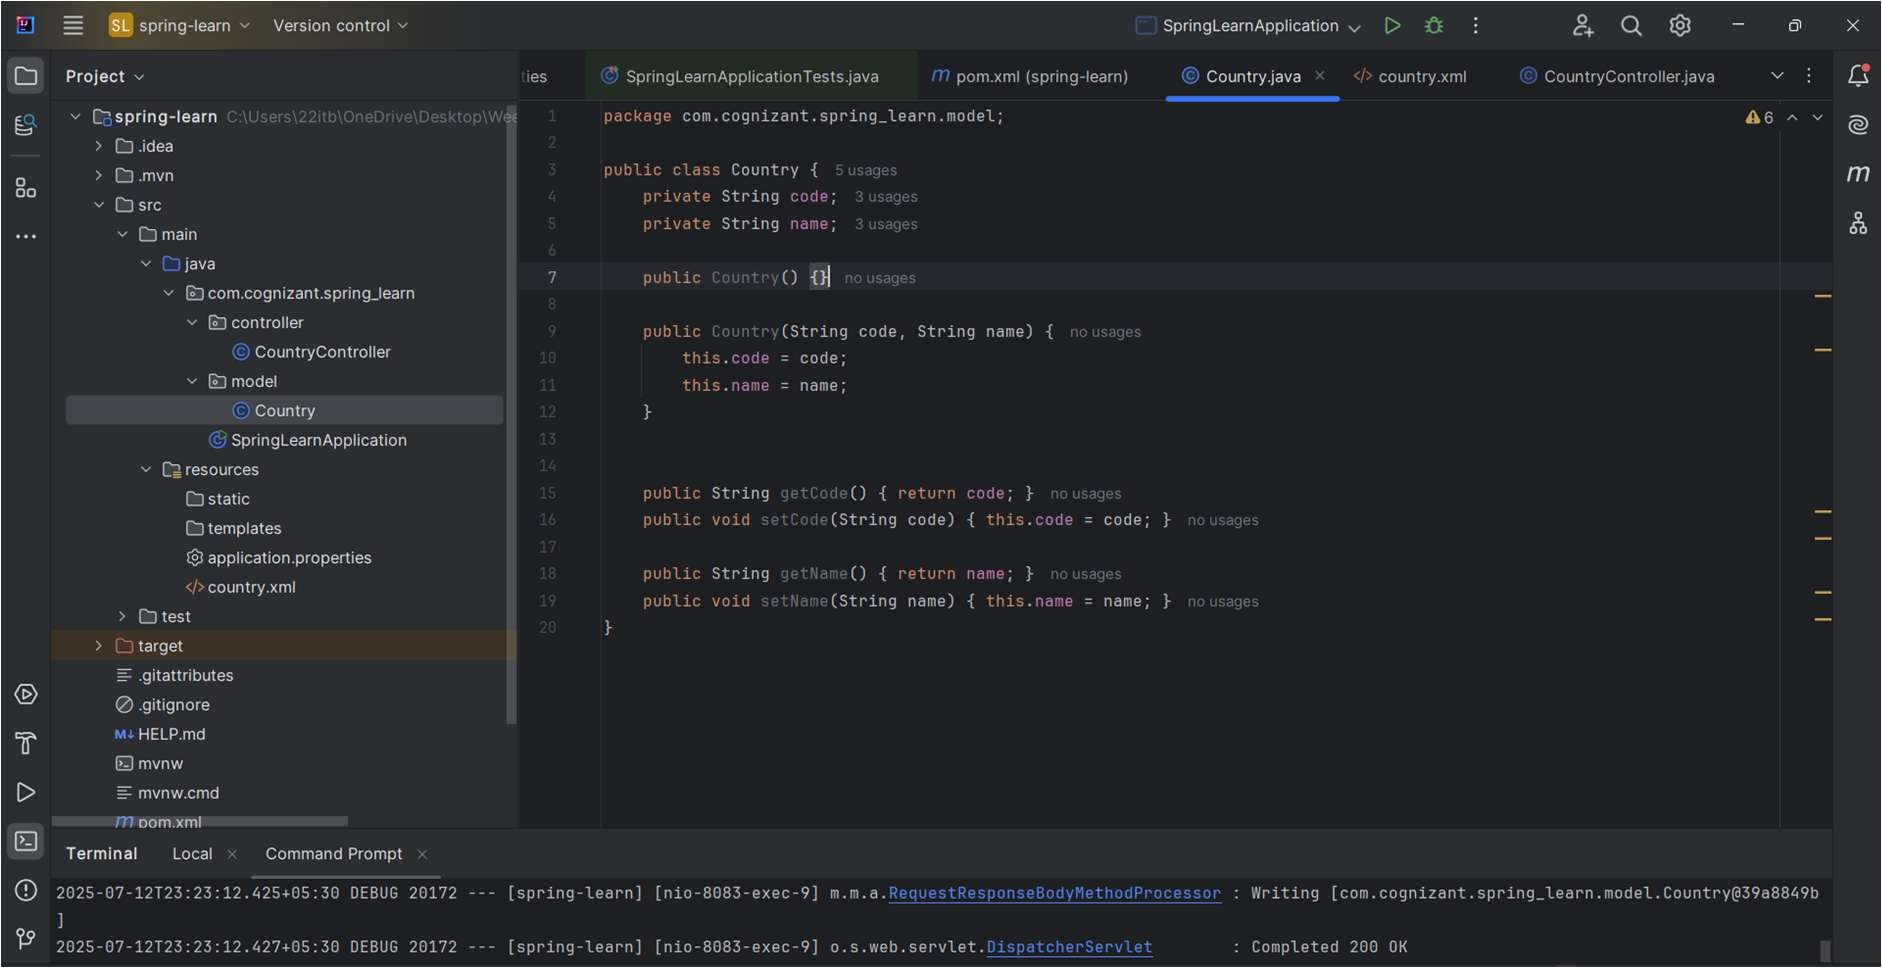 SL spring-learn Version control SpringLearnApplication
Project
ties SpringLearnApplicationTests.java pom.xml (spring-learn) Country.java country.xml CountryController.java
spring-learn C:\Users\22itb\OneDrive\Desktop\Wee
.idea
.mvn
src
main
java
com.cognizant.spring_learn
controller
CountryController
model
Country
SpringLearnApplication
resources
static
templates
application.properties
country.xml
test
target
.gitattributes
.gitignore
HELP.md
mvnw
mvnw.cmd
pom.xml
6
1 package com.cognizant.spring_learn.model;
2
3 public class Country { 5 usages
4 private String code; 3 usages
5 private String name; 3 usages
6
7 public Country() {} no usages
8
9 public Country(String code, String name) { no usages
10 this.code = code;
11 this.name = name;
12 }
13
14
15 public String getCode() { return code; } no usages
16 public void setCode(String code) { this.code = code; } no usages
17
18 public String getName() { return name; } no usages
19 public void setName(String name) { this.name = name; } no usages
20 }
Terminal Local Command Prompt
2025-07-12T23:23:12.425+05:30 DEBUG 20172 --- [spring-learn] [nio-8083-exec-9] m.m.a.RequestResponseBodyMethodProcessor : Writing [com.cognizant.spring_learn.model.Country@39a8849b
]
2025-07-12T23:23:12.427+05:30 DEBUG 20172 --- [spring-learn] [nio-8083-exec-9] o.s.web.servlet.DispatcherServlet : Completed 200 OK